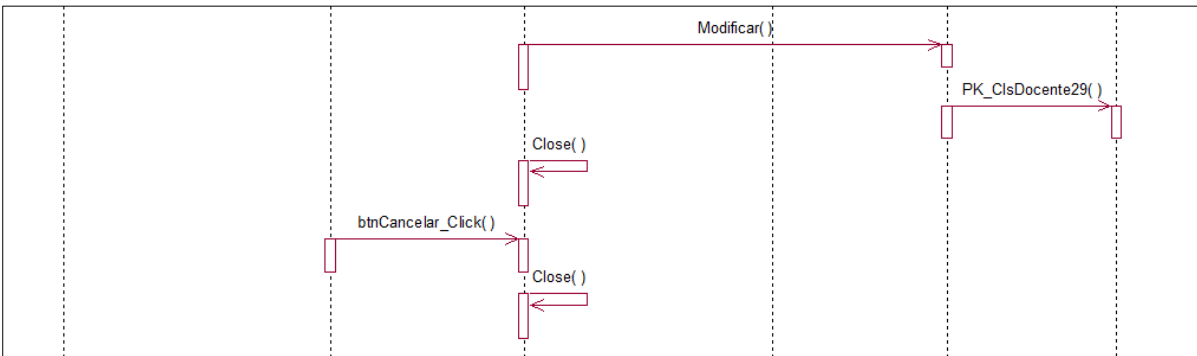 Modificar( )
PK_ClsDocente29( )
Close( )
btnCancelar_Click( )
Close( )